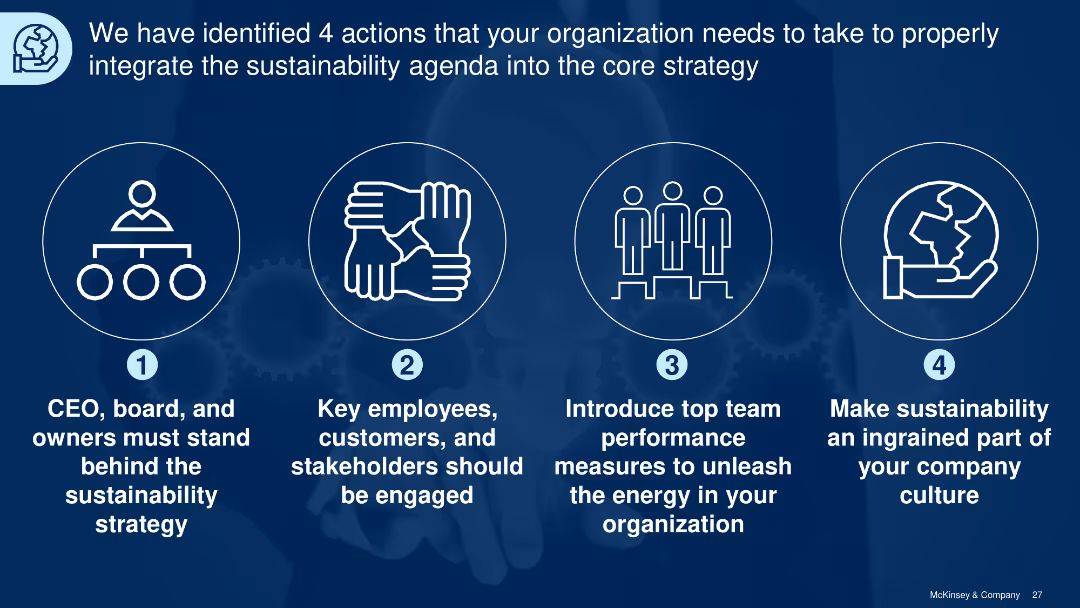 We have identified 4 actions that your organization needs to take to properly
integrate the sustainability agenda into the core strategy
1
CEO, board, and
owners must stand
behind the
sustainability
strategy
2
Key employees,
customers, and
stakeholders should
be engaged
3
Introduce top team
performance
measures to unleash
the energy in your
organization
4
Make sustainability
an ingrained part of
your company
culture
McKinsey & Company 27